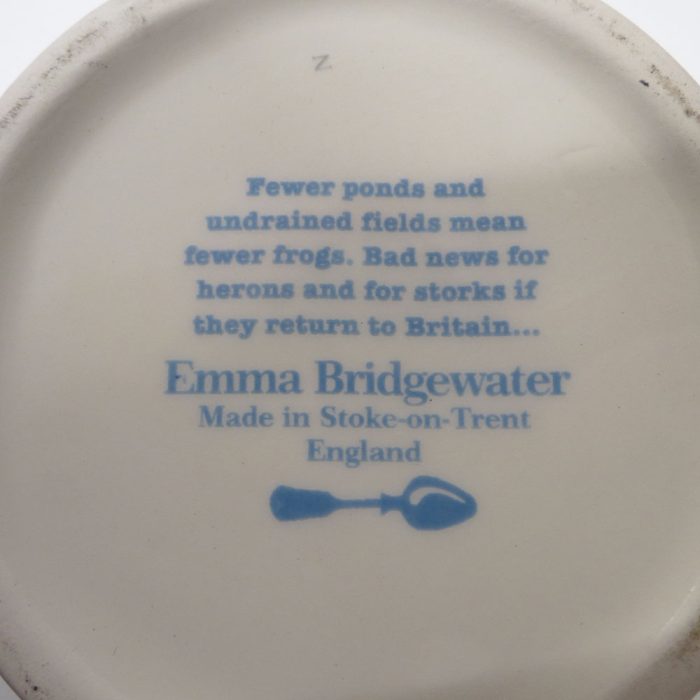 Z
Fewer ponds and
undrained fields mean
fewer frogs. Bad news for
herons and for storks if
they return to Britain...
Emma Bridgewater
Made in Stoke-on-Trent
England